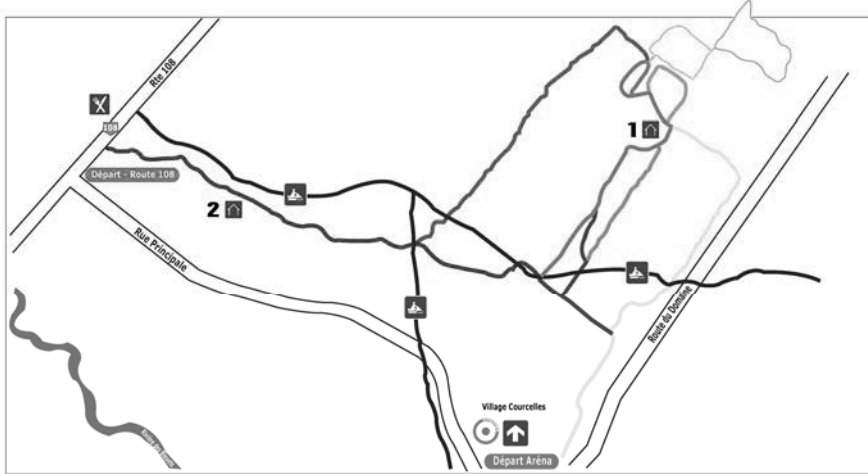 Rte 108
108
Départ - Route 108
1
2
Rue Principale
Route du Domaine
Village Courcelles
Départ Aréna